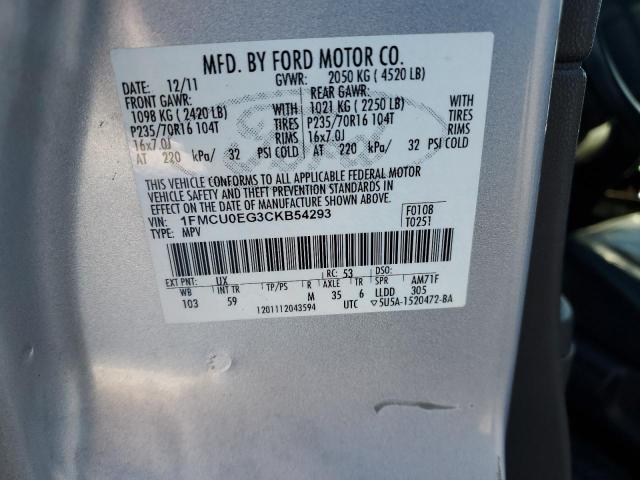 MFD. BY FORD MOTOR CO.
DATE: 12/11 GVWR: 2050 KG ( 4520 LB)
FRONT GAWR: REAR GAWR:
1098 KG ( 2420 LB) 1021 KG ( 2250 LB)
P235/70R16 104T TIRES P235/70R16 104T TIRES
16x7.0J RIMS 16x7.0J RIMS
AT 220 kPa/ 32 PSI COLD AT 220 kPa/ 32 PSI COLD
THIS VEHICLE CONFORMS TO ALL APPLICABLE FEDERAL MOTOR
VEHICLE SAFETY AND THEFT PREVENTION STANDARDS IN
EFFECT ON THE DATE OF MANUFACTURE SHOWN ABOVE.
VIN: 1FMCU0EG3CKB54293 F0108
TYPE: MPV T0251
EXT PNT: UX RC: 53 DSO:
WB INT TR TP/PS R AXLE TR SPR AM71F
103 59 M 35 6 LLDD 305
1201112043594 UTC ▽5U5A-1520472-BA
Ford